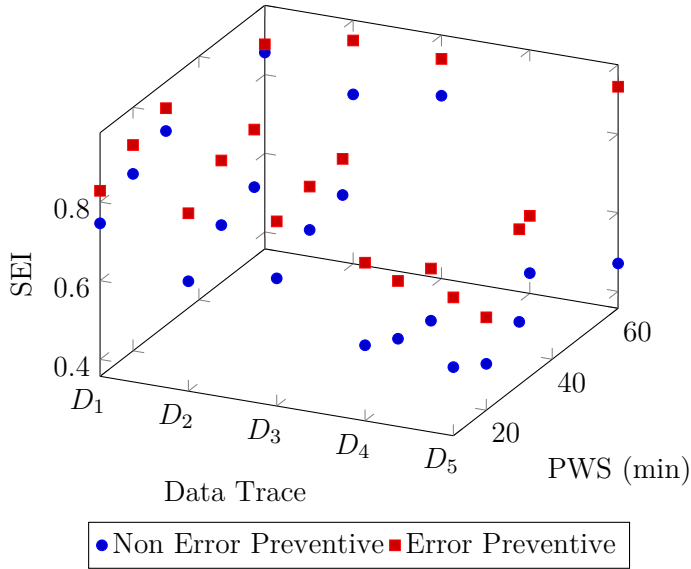 0.8
0.6
0.4
SEI
D₁
D₂
D₃
D₄
D₅
Data Trace
20
40
60
PWS (min)
Non Error Preventive Error Preventive